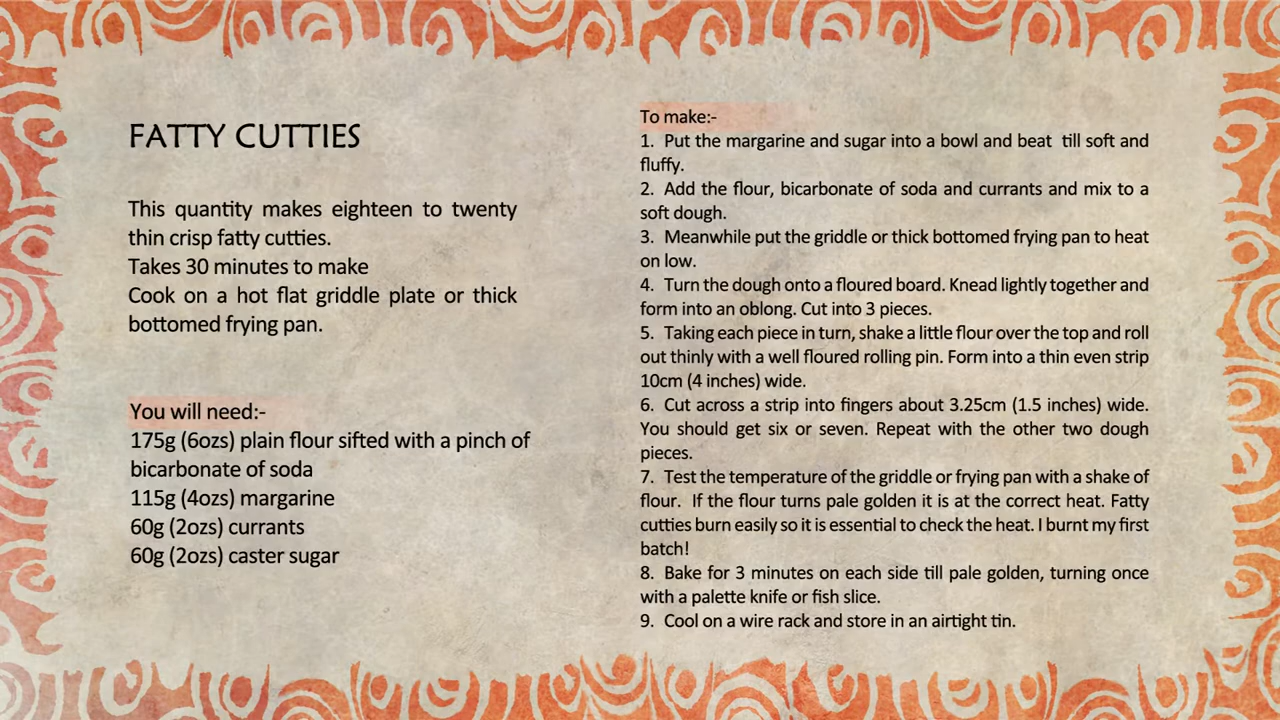 FATTY CUTTIES
This quantity makes eighteen to twenty
thin crisp fatty cutties.
Takes 30 minutes to make
Cook on a hot flat griddle plate or thick
bottomed frying pan.
You will need:-
175g (6ozs) plain flour sifted with a pinch of
bicarbonate of soda
115g (4ozs) margarine
60g (2ozs) currants
60g (2ozs) caster sugar
To make:-
1. Put the margarine and sugar into a bowl and beat till soft and
fluffy.
2. Add the flour, bicarbonate of soda and currants and mix to a
soft dough.
3. Meanwhile put the griddle or thick bottomed frying pan to heat
on low.
4. Turn the dough onto a floured board. Knead lightly together and
form into an oblong. Cut into 3 pieces.
5. Taking each piece in turn, shake a little flour over the top and roll
out thinly with a well floured rolling pin. Form into a thin even strip
10cm (4 inches) wide.
6. Cut across a strip into fingers about 3.25cm (1.5 inches) wide.
You should get six or seven. Repeat with the other two dough
pieces.
7. Test the temperature of the griddle or frying pan with a shake of
flour. If the flour turns pale golden it is at the correct heat. Fatty
cutties burn easily so it is essential to check the heat. I burnt my first
batch!
8. Bake for 3 minutes on each side till pale golden, turning once
with a palette knife or fish slice.
9. Cool on a wire rack and store in an airtight tin.